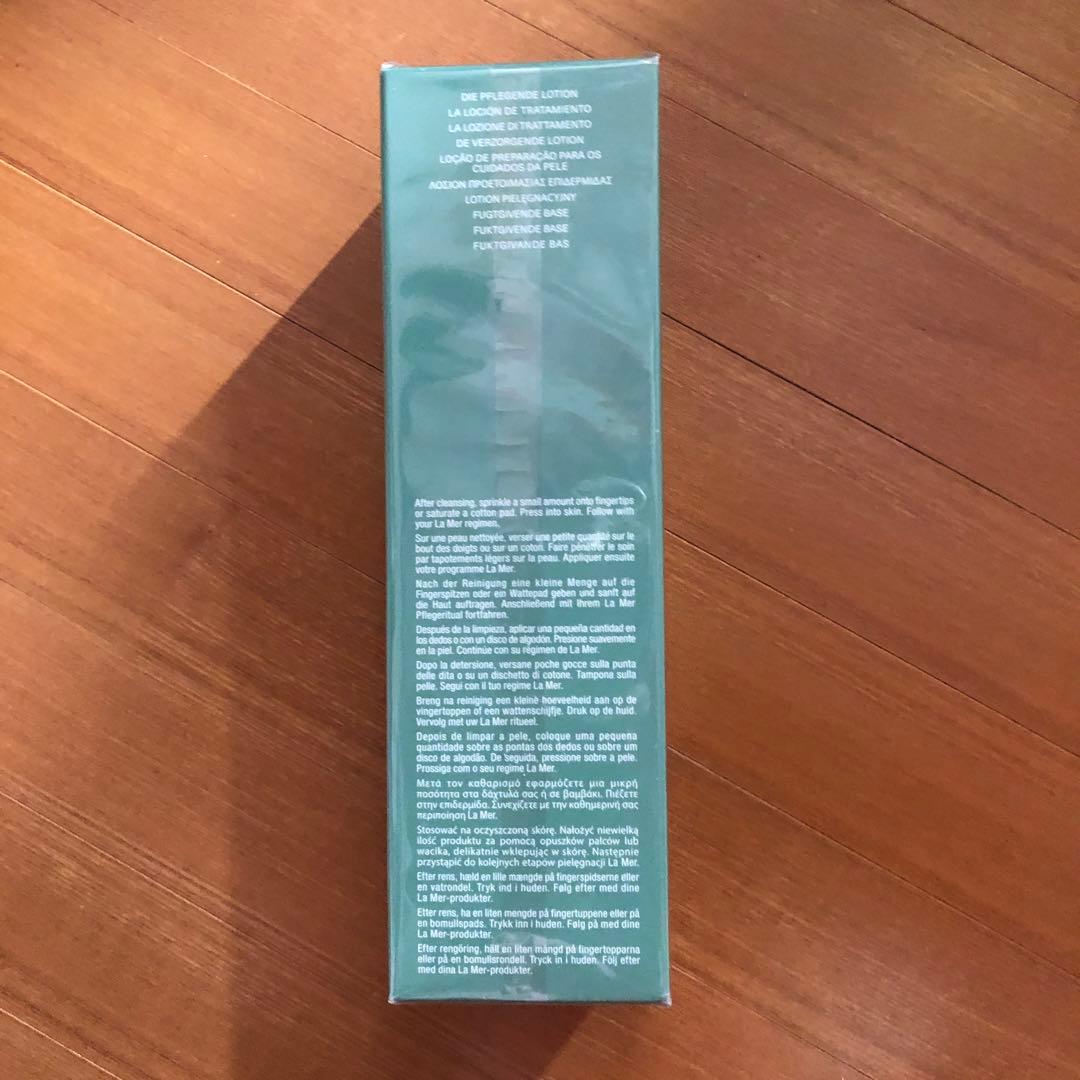 DIE PFLEGENDE LOTION
LA LOCIÓN DE TRATAMIENTO
LA LOZIONE DI TRATTAMENTO
DE VERZORGENDE LOTION
LOÇÃO DE PREPARAÇÃO PARA OS
CUIDADOS DA PELE
ΛΟΣΙΟΝ ΠΡΟΕΤΟΙΜΑΣΙΑΣ ΕΠΙΔΕΡΜΙΔΑΣ
LOTION PIELĘGNACYJNY
FUGTGIVENDE BASE
FUKTGIVENDE BASE
FUKTGIVANDE BAS
After cleansing, sprinkle a small amount onto fingertips
or saturate a cotton pad. Press into skin. Follow with
your La Mer regimen.
Sur une peau nettoyée, verser une petite quantité sur le
bout des doigts ou sur un coton. Faire pénétrer le soin
par tapotements légers sur la peau. Appliquer ensuite
votre programme La Mer.
Nach der Reinigung eine kleine Menge auf die
Fingerspitzen oder ein Wattepad geben und sanft auf
die Haut auftragen. Anschließend mit Ihrem La Mer
Pflegeritual fortfahren.
Después de la limpieza, aplicar una pequeña cantidad en
los dedos o con un disco de algodón. Presione suavemente
en la piel. Continúe con su régimen de La Mer.
Dopo la detersione, versane poche gocce sulla punta
delle dita o su un dischetto di cotone. Tampona sulla
pelle. Segui con il tuo regime La Mer.
Breng na reiniging een kleine hoeveelheid aan op de
vingertoppen of een wattenschijfje. Druk op de huid.
Vervolg met uw La Mer ritueel.
Depois de limpar a pele, coloque uma pequena
quantidade sobre as pontas dos dedos ou sobre um
disco de algodão. De seguida, pressione sobre a pele.
Prossiga com o seu regime La Mer.
Μετά τον καθαρισμό εφαρμόζετε μια μικρή
ποσότητα στα δάχτυλά σας ή σε βαμβάκι. Πιέζετε
στην επιδερμίδα. Συνεχίζετε με την καθημερινή σας
περιποίηση La Mer.
Stosować na oczyszczoną skórę. Nałożyć niewielką
ilość produktu za pomocą opuszków palców lub
wacika, delikatnie wklepując w skórę. Następnie
przystąpić do kolejnych etapów pielęgnacji La Mer.
Efter rens, hæld en lille mængde på fingerspidserne eller
en vatrondel. Tryk ind i huden. Følg efter med dine
La Mer-produkter.
Etter rens, ha en liten mengde på fingertuppene eller på
en bomullspads. Trykk inn i huden. Følg på med dine
La Mer-produkter.
Efter rengöring, häll en liten mängd på fingertopparna
eller på en bomullsrondell. Tryck in i huden. Följ efter
med dina La Mer-produkter.